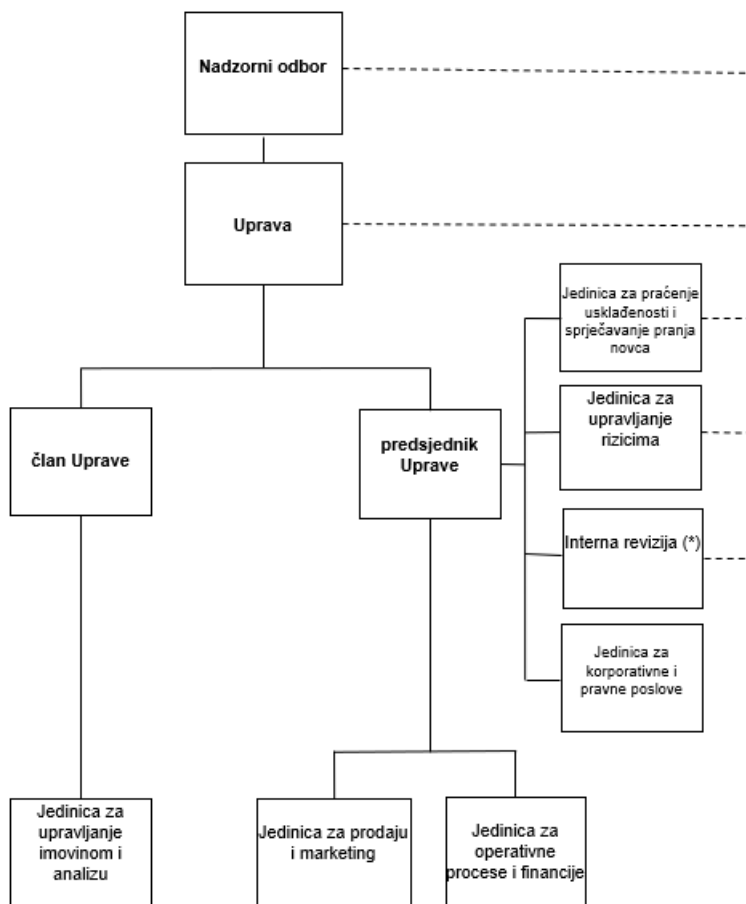 Nadzorni odbor
Uprava
Jedinica za praćenje
usklađenosti i
sprječavanje pranja
novca
Jedinica za
upravljanje
rizicima
član Uprave
predsjednik
Uprave
Interna revizija (*)
Jedinica za
korporativne i
pravne poslove
Jedinica za
upravljanje
imovinom i
analizu
Jedinica za prodaju
i marketing
Jedinica za
operativne
procese i financije